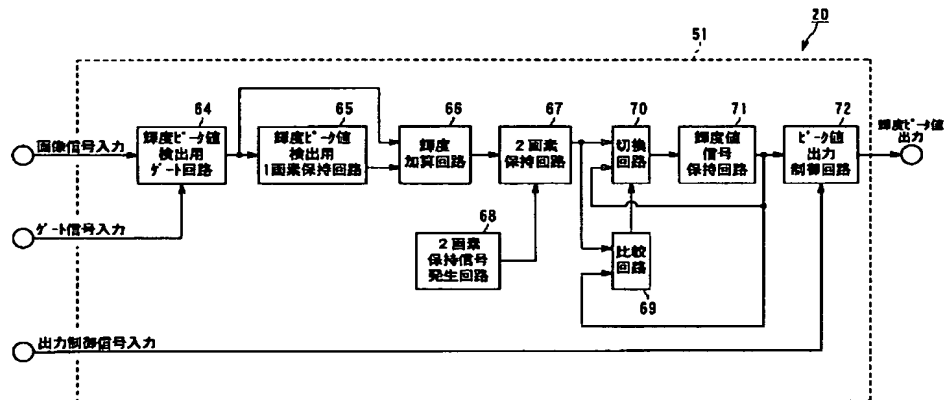 20
51
64
輝度ピーク値
検出用
ゲート回路
65
輝度ピーク値
検出用
1画素保持回路
66
輝度
加算回路
67
2画素
保持回路
70
切換
回路
71
輝度値
信号
保持回路
72
ピーク値
出力
制御回路
輝度ピーク値
出力
画像信号入力
ゲート信号入力
68
2画素
保持信号
発生回路
比較
回路
69
出力制御信号入力